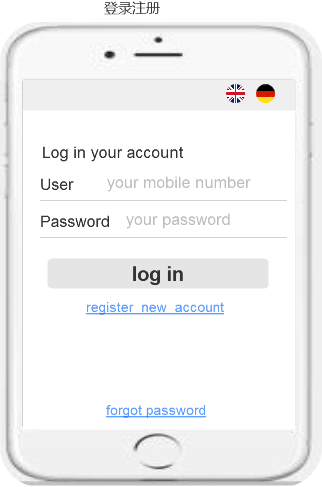 登录注册
Log in your account
User your mobile number
Password your password
log in
register_new_account
forgot password